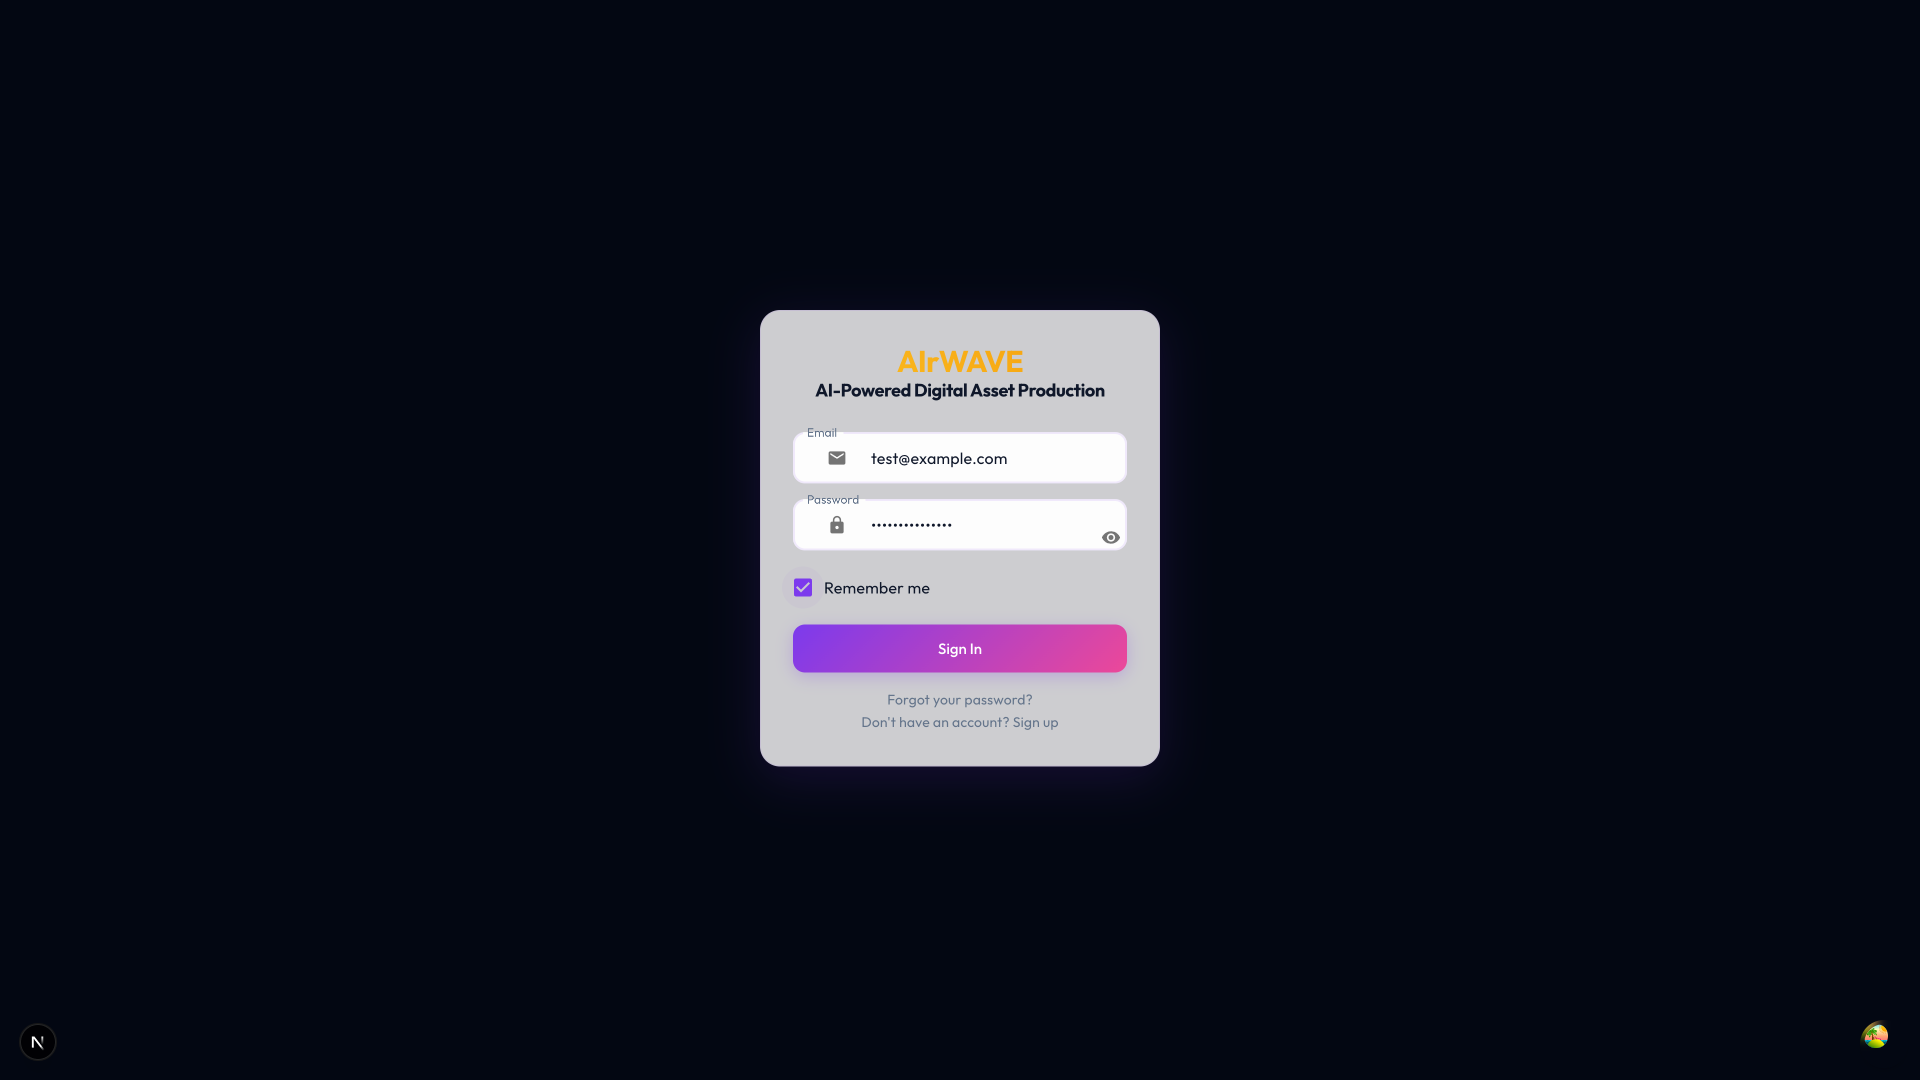 AIrWAVE
AI-Powered Digital Asset Production
Email
test@example.com
Password
•••••••••••••••
Remember me
Sign In
Forgot your password?
Don't have an account? Sign up
N